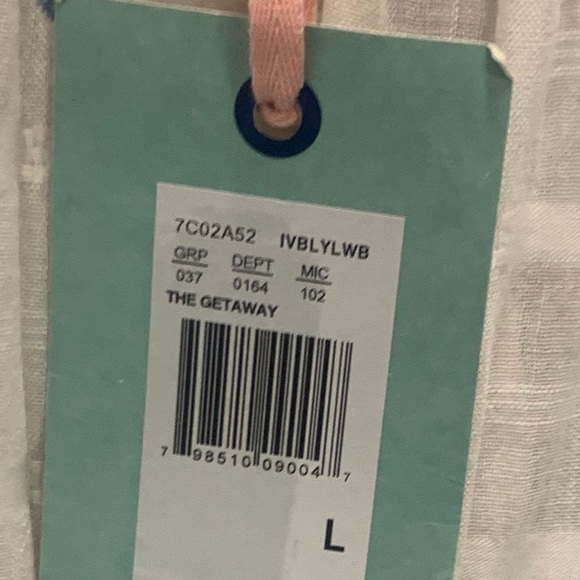 7C02A52 IVBLYLWB
GRP DEPT MIC
037 0164 102
THE GETAWAY
7 98510 09004 7
L